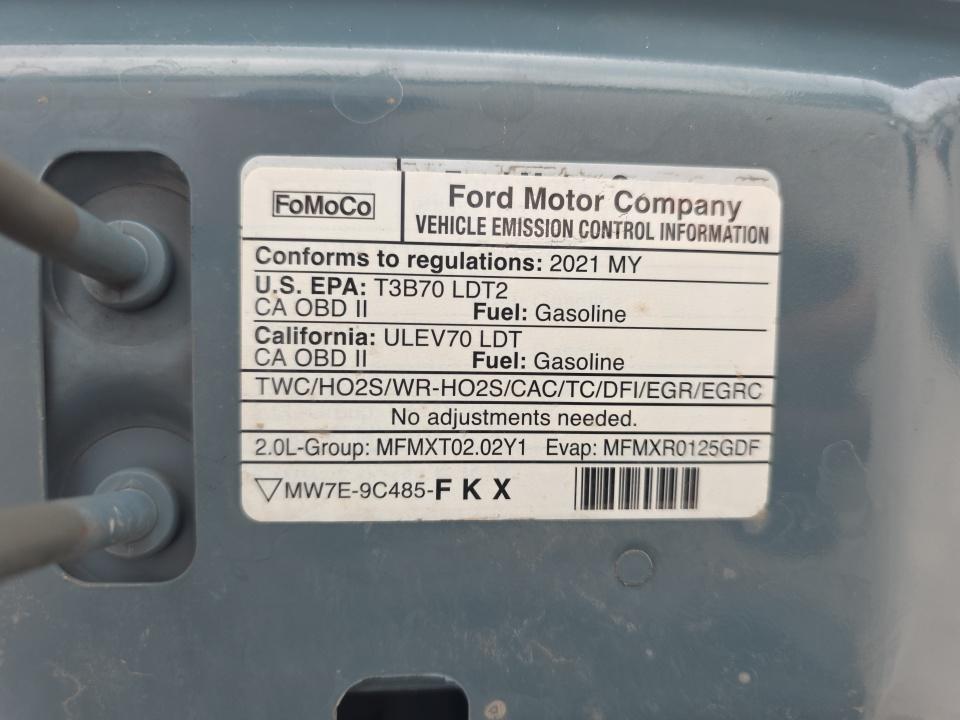 FoMoCo
Ford Motor Company
VEHICLE EMISSION CONTROL INFORMATION
Conforms to regulations: 2021 MY
U.S. EPA: T3B70 LDT2
CA OBD II Fuel: Gasoline
California: ULEV70 LDT
CA OBD II Fuel: Gasoline
TWC/HO2S/WR-HO2S/CAC/TC/DFI/EGR/EGRC
No adjustments needed.
2.0L-Group: MFMXT02.02Y1 Evap: MFMXR0125GDF
▽MW7E-9C485-F K X